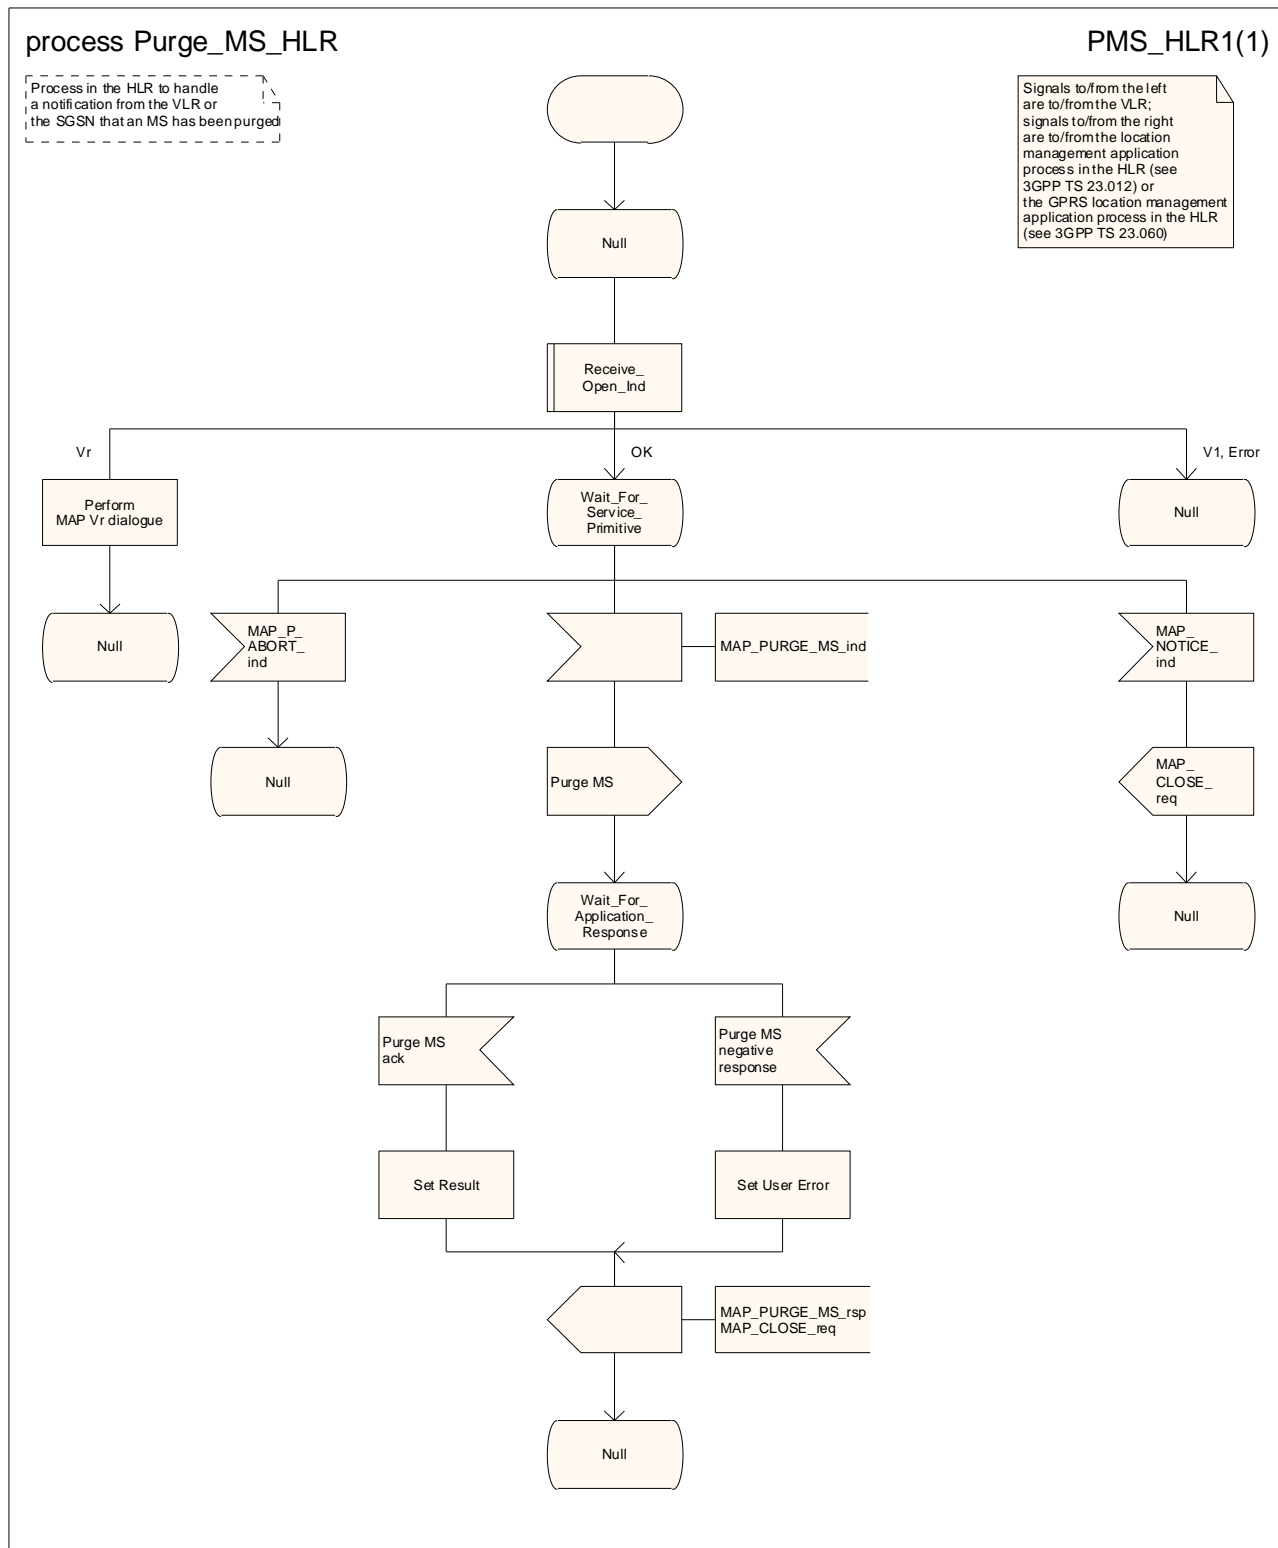 process Purge_MS_HLR
PMS_HLR1(1)
Process in the HLR to handle
a notification from the VLR or
the SGSN that an MS has been purged
Signals to/from the left
are to/from the VLR;
signals to/from the right
are to/from the location
management application
process in the HLR (see
3GPP TS 23.012) or
the GPRS location management
application process in the HLR
(see 3GPP TS 23.060)
Null
Receive_
Open_Ind
Vr
OK
V1, Error
Perform
MAP Vr dialogue
Wait_For_
Service_
Primitive
Null
Null
MAP_P_
ABORT_
ind
MAP_PURGE_MS_ind
MAP_
NOTICE_
ind
Null
Purge MS
MAP_
CLOSE_
req
Wait_For_
Application_
Response
Null
Purge MS
ack
Purge MS
negative
response
Set Result
Set User Error
MAP_PURGE_MS_rsp
MAP_CLOSE_req
Null